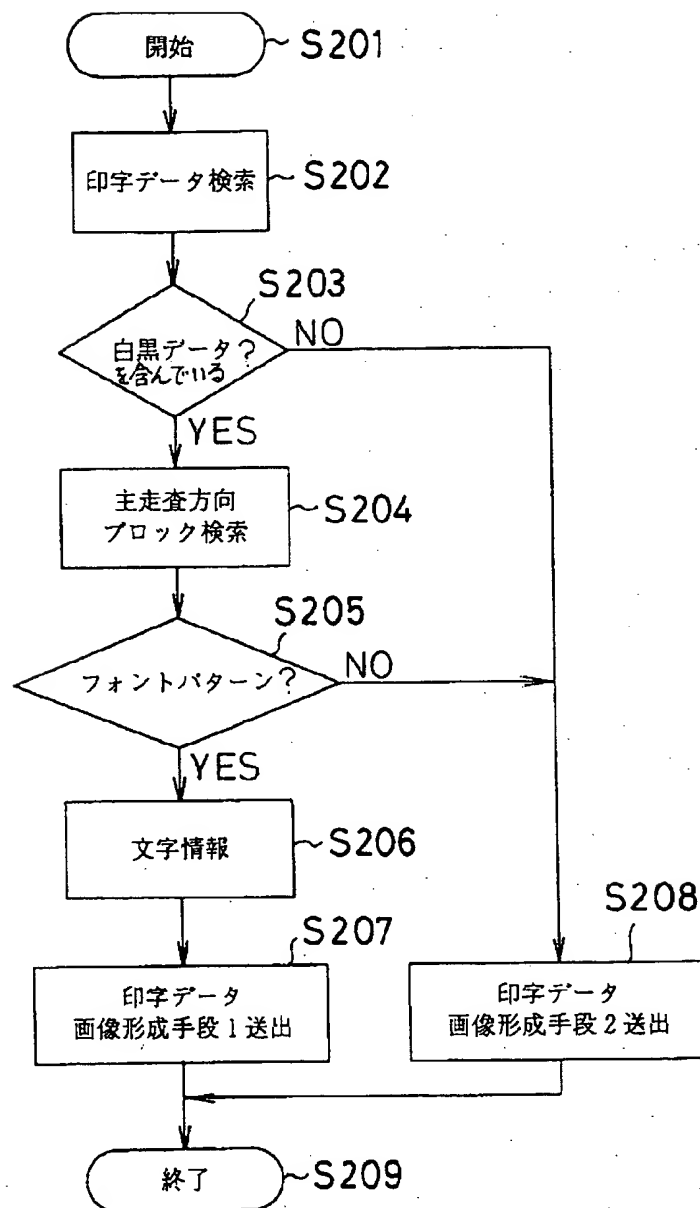 開始 S201
印字データ検索 S202
S203
白黒データ?
を含んでいる
NO
YES
主走査方向
ブロック検索 S204
S205
フォントパターン?
NO
YES
文字情報 S206
S207
印字データ
画像形成手段1送出
S208
印字データ
画像形成手段2送出
終了 S209